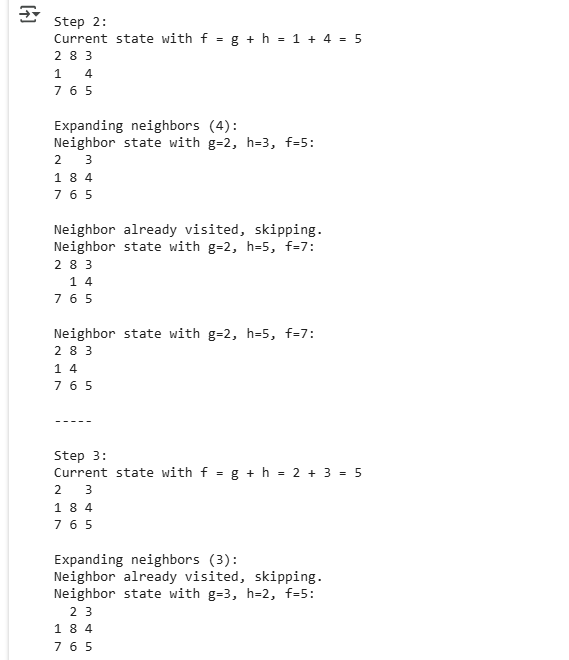 Step 2:
Current state with f = g + h = 1 + 4 = 5
2 8 3
1   4
7 6 5
Expanding neighbors (4):
Neighbor state with g=2, h=3, f=5:
2   3
1 8 4
7 6 5
Neighbor already visited, skipping.
Neighbor state with g=2, h=5, f=7:
2 8 3
  1 4
7 6 5
Neighbor state with g=2, h=5, f=7:
2 8 3
1 4
7 6 5
-----
Step 3:
Current state with f = g + h = 2 + 3 = 5
2   3
1 8 4
7 6 5
Expanding neighbors (3):
Neighbor already visited, skipping.
Neighbor state with g=3, h=2, f=5:
  2 3
1 8 4
7 6 5